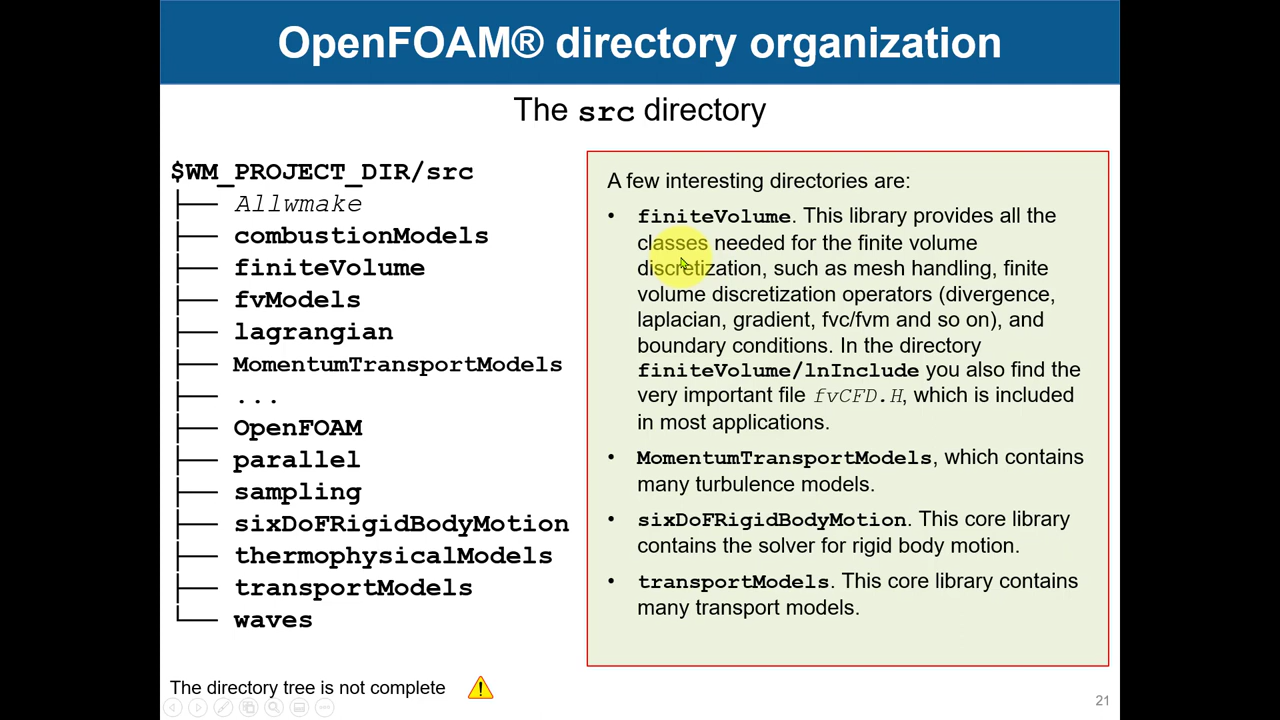 OpenFOAM® directory organization
The src directory
$WM_PROJECT_DIR/src
├── Allwmake
├── combustionModels
├── finiteVolume
├── fvModels
├── lagrangian
├── MomentumTransportModels
├── ...
├── OpenFOAM
├── parallel
├── sampling
├── sixDoFRigidBodyMotion
├── thermophysicalModels
├── transportModels
└── waves
The directory tree is not complete
A few interesting directories are:
• finiteVolume. This library provides all the
classes needed for the finite volume
discretization, such as mesh handling, finite
volume discretization operators (divergence,
laplacian, gradient, fvc/fvm and so on), and
boundary conditions. In the directory
finiteVolume/lnInclude you also find the
very important file fvCFD.H, which is included
in most applications.
• MomentumTransportModels, which contains
many turbulence models.
• sixDoFRigidBodyMotion. This core library
contains the solver for rigid body motion.
• transportModels. This core library contains
many transport models.
21